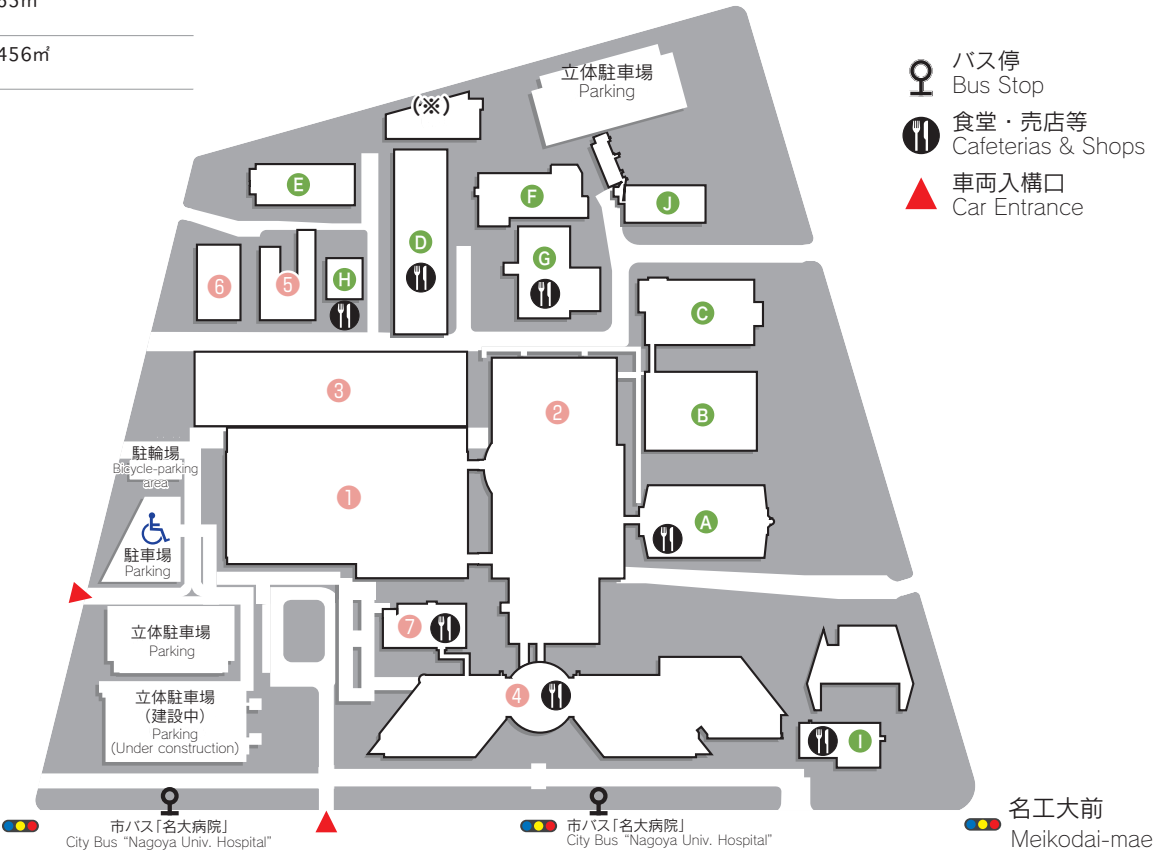 456㎡
立体駐車場
Parking
(※)
バス停
Bus Stop
食堂・売店等
Cafeterias & Shops
車両入構口
Car Entrance
E
F
J
D
G
H
6
5
C
3
2
B
駐輪場
Bicycle-parking
area
1
A
駐車場
Parking
7
立体駐車場
Parking
4
立体駐車場
(建設中)
Parking
(Under construction)
I
市バス「名大病院」
City Bus “Nagoya Univ. Hospital”
市バス「名大病院」
City Bus “Nagoya Univ. Hospital”
名工大前
Meikodai-mae